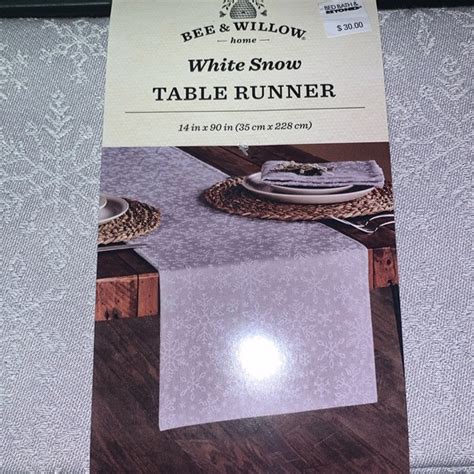 BEE & WILLOW®
home
White Snow
TABLE RUNNER
14 in x 90 in (35 cm x 228 cm)
BED BATH &
BEYOND
$ 30.00